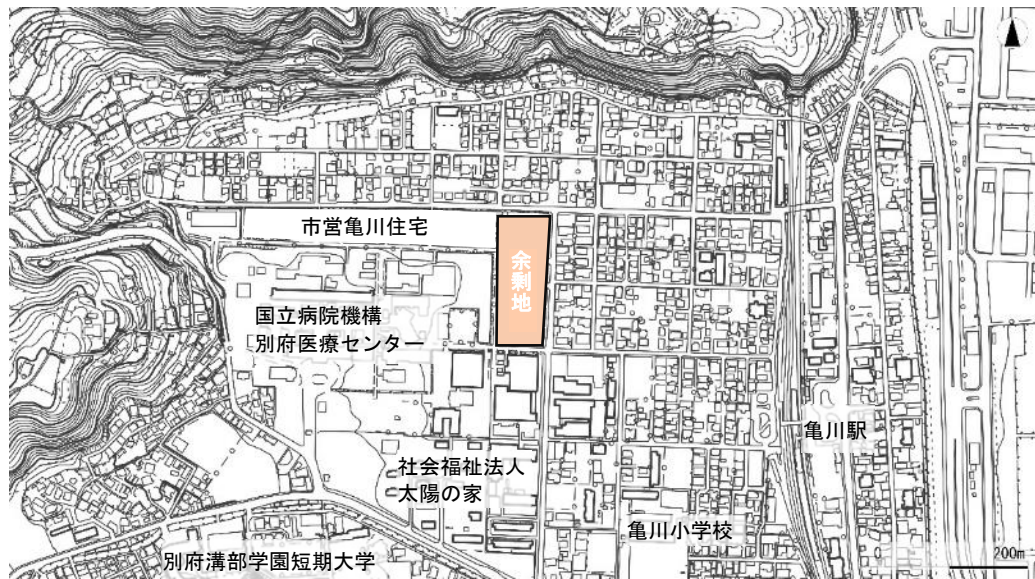 市営亀川住宅
余剰地
国立病院機構
別府医療センター
亀川駅
社会福祉法人
太陽の家
亀川小学校
別府溝部学園短期大学
200m